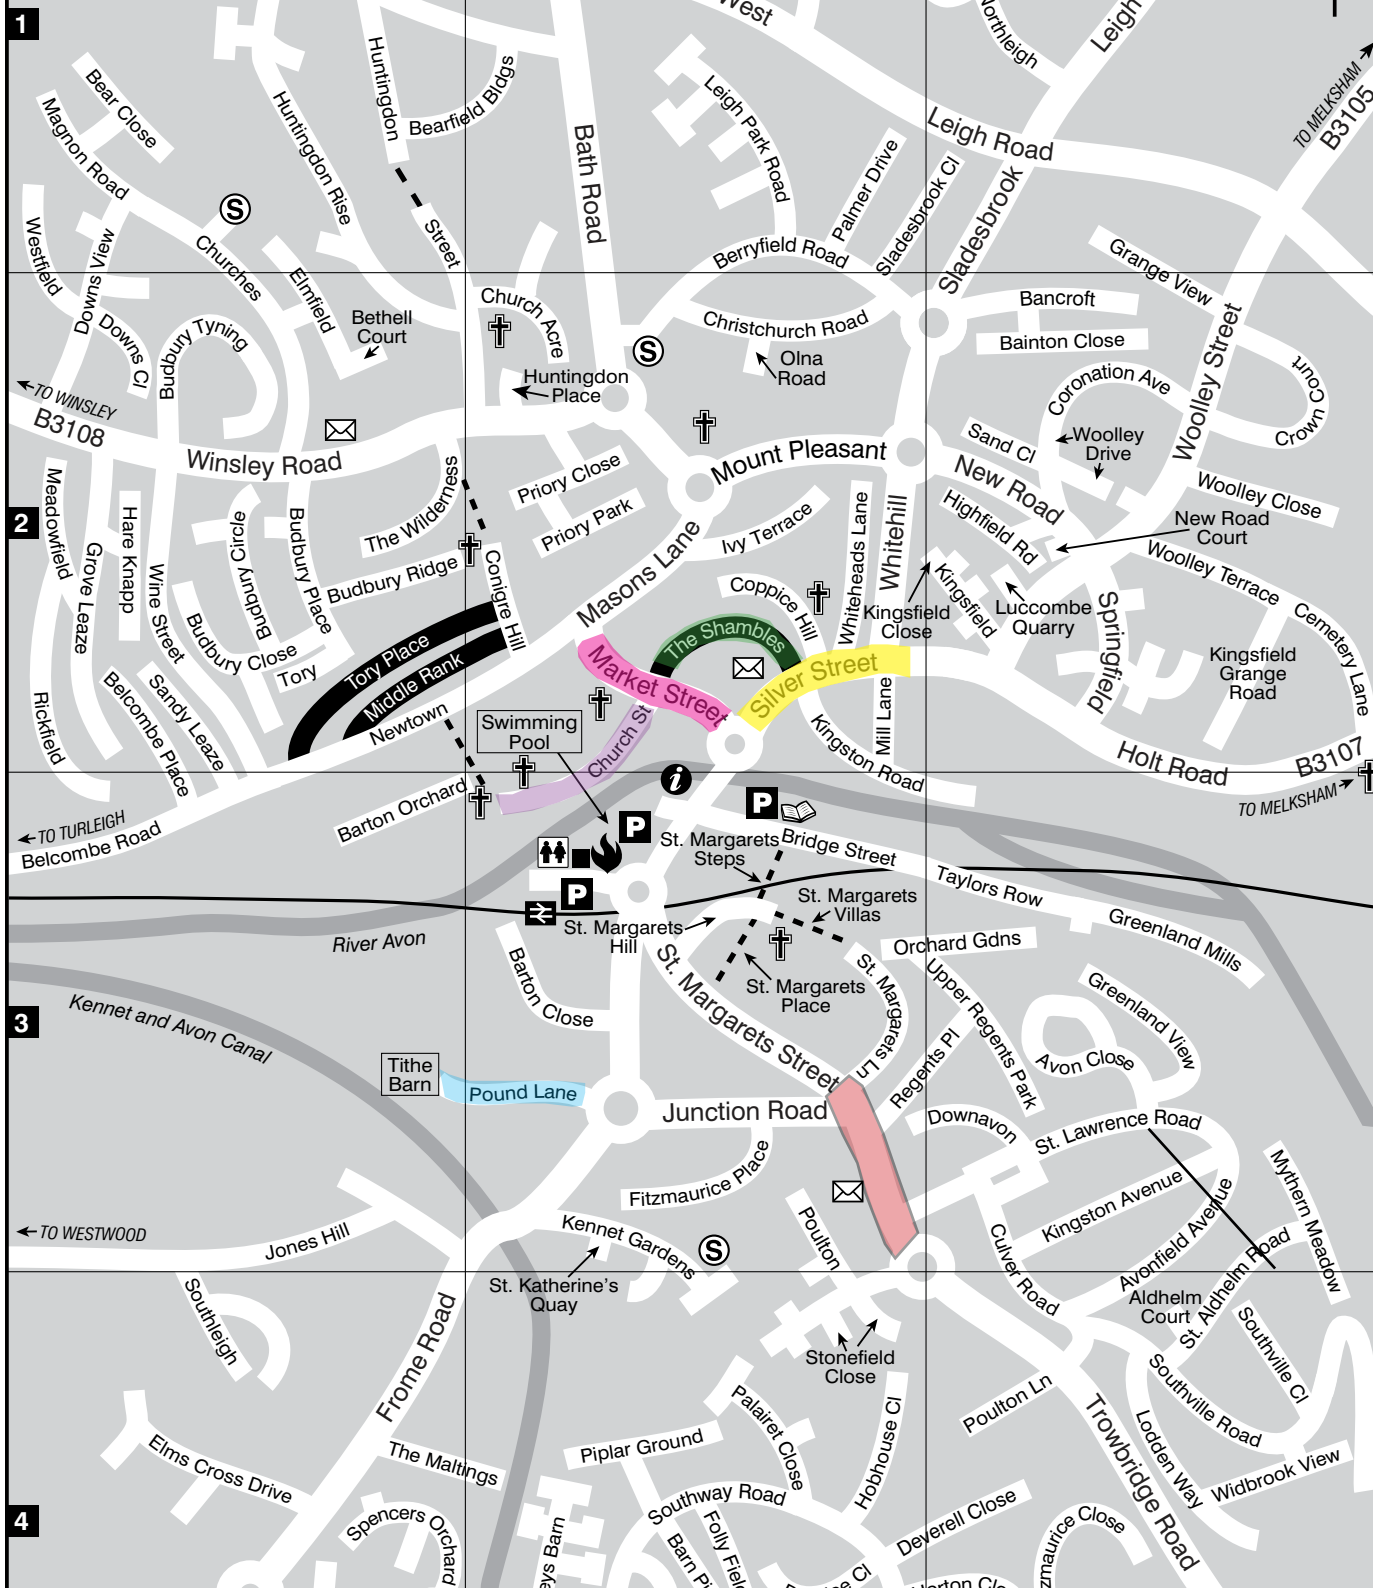 1
West
Northleigh
Leigh
TO MELKSHAM
B3105
Bear Close
Magnon Road
Huntingdon
Bearfield Bldgs
Huntingdon Rise
Bath Road
Leigh Park Road
Leigh Road
Palmer Drive
Sladesbrook Cl
Sladesbrook
S
Street
Westfield
Downs View
Churches
Elmfield
Berryfield Road
Grange View
Bancroft
Bainton Close
Church Acre
Christchurch Road
Bethell
Court
S
Olna
Road
Downs Cl
Budbury Tyning
Huntingdon
Place
Coronation Ave
Woolley Street
Crown Court
TO WINSLEY
B3108
Winsley Road
Mount Pleasant
Sand Cl
Woolley
Drive
New Road
Woolley Close
Priory Close
Priory Park
The Wilderness
Meadowfield
Grove Leaze
Hare Knapp
Wine Street
Budbury Circle
Budbury Place
Budbury Ridge
Budbury Close
2
Conigre Hill
Masons Lane
Ivy Terrace
Whiteheads Lane
Whitehill
Highfield Rd
New Road
Court
Woolley Terrace
Cemetery Lane
Coppice Hill
Kingsfield
Close
Kingsfield
Luccombe
Quarry
Springfield
Kingsfield
Grange
Road
The Shambles
Tory Place
Middle Rank
Tory
Newtown
Market Street
Silver Street
Church St
Swimming
Pool
Mill Lane
Kingston Road
Holt Road
B3107
TO MELKSHAM
Rickfield
Belcombe Place
Sandy Leaze
Barton Orchard
TO TURLEIGH
Belcombe Road
i
P
P
P
St. Margarets
Steps
Bridge Street
Taylors Row
Greenland Mills
St. Margarets
Villas
St. Margarets
Hill
Orchard Gdns
River Avon
St. Margarets
Place
St. Margarets Street
St. Margarets Ln
Upper Regents Park
Regents Pl
Greenland View
Avon Close
Barton Close
3
Kennet and Avon Canal
Tithe
Barn
Pound Lane
Junction Road
Downavon
St. Lawrence Road
Fitzmaurice Place
Kingston Avenue
Avonfield Avenue
Mythern Meadow
TO WESTWOOD
Jones Hill
Kennet Gardens
S
Poulton
Culver Road
St. Katherine's
Quay
St. Aldhelm Road
Aldhelm
Court
Southleigh
Frome Road
Stonefield
Close
Southville Cl
Southville Road
Poulton Ln
Trowbridge Road
Lodden Way
Widbrook View
Palairet Close
Hobhouse Cl
Piplar Ground
Southway Road
Elms Cross Drive
The Maltings
Spencers Orchard
4
eys Barn
Barn Pi
Folly Fiel
Deverell Close
ce Cl
Horton Clo
zmaurice Close